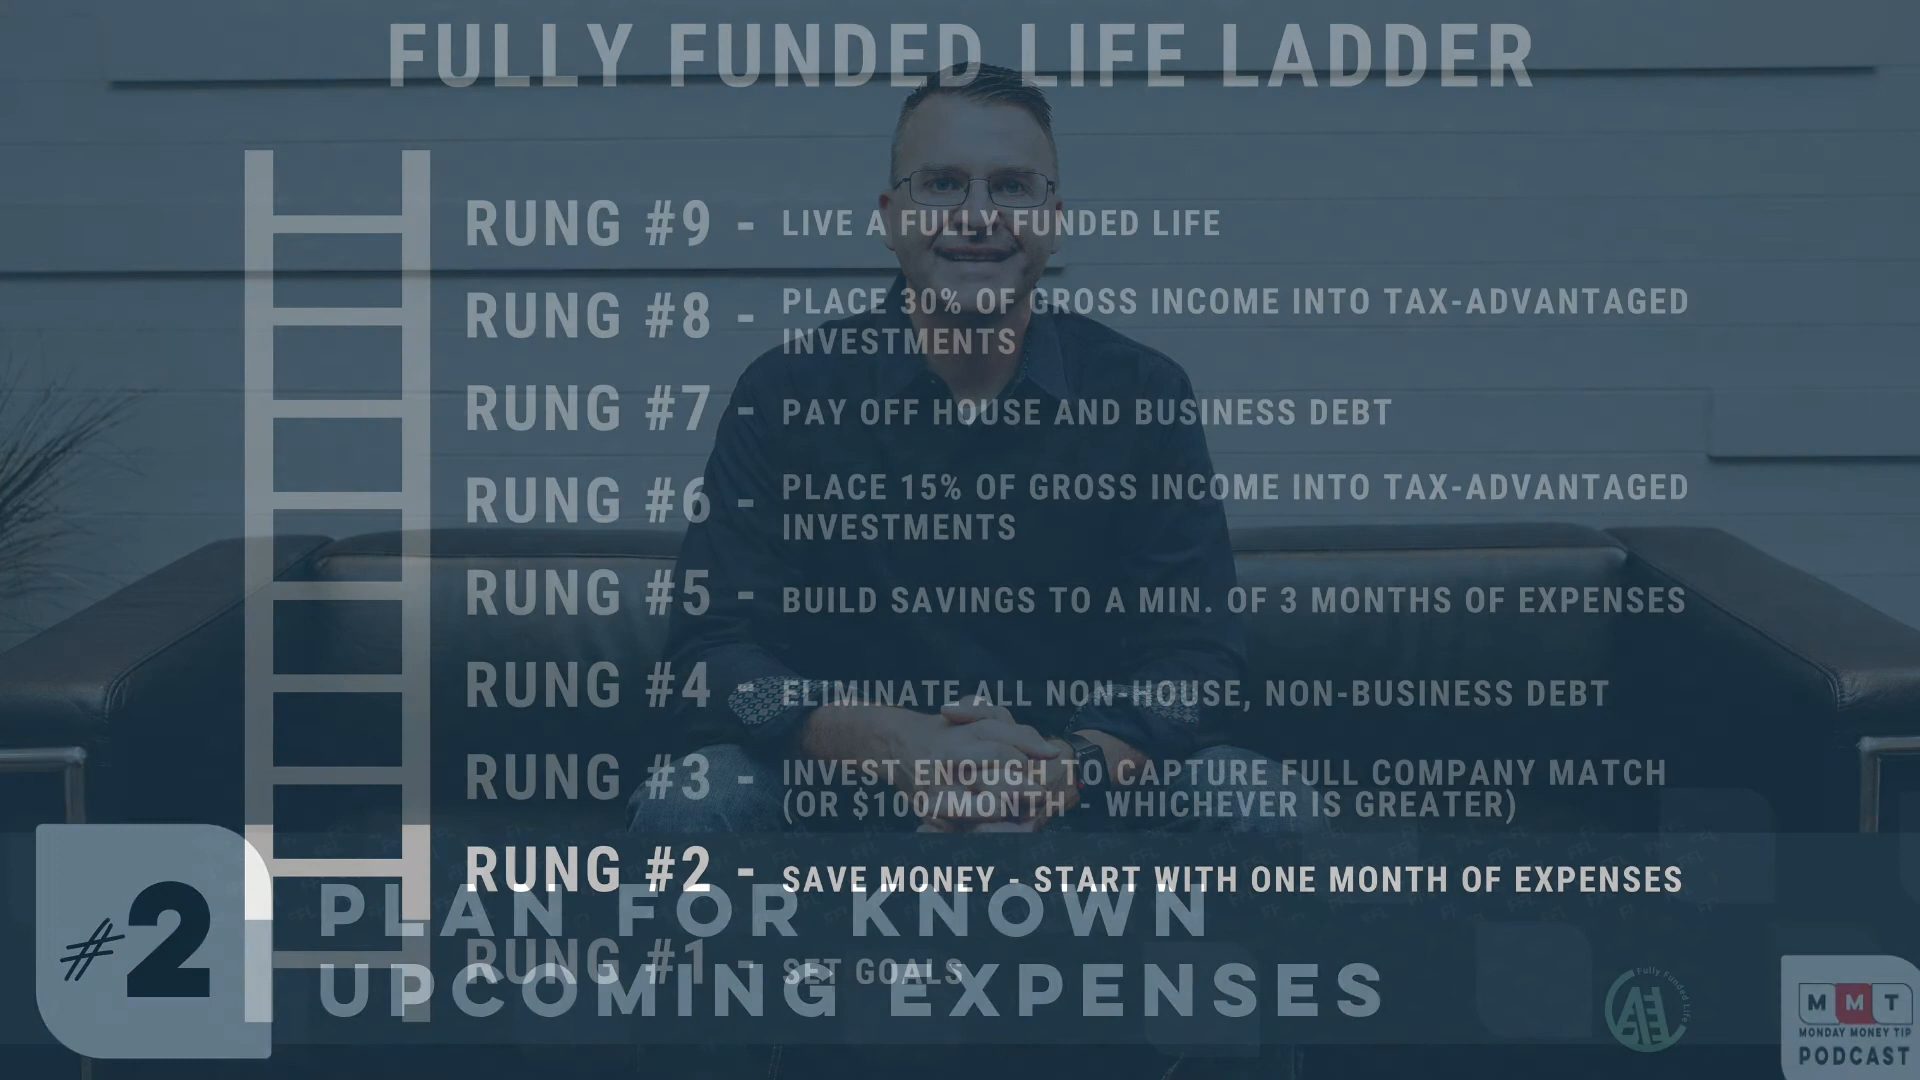 FULLY FUNDED LIFE LADDER
RUNG #9 - LIVE A FULLY FUNDED LIFE
RUNG #8 - PLACE 30% OF GROSS INCOME INTO TAX-ADVANTAGED
INVESTMENTS
RUNG #7 - PAY OFF HOUSE AND BUSINESS DEBT
RUNG #6 - PLACE 15% OF GROSS INCOME INTO TAX-ADVANTAGED
INVESTMENTS
RUNG #5 - BUILD SAVINGS TO A MIN. OF 3 MONTHS OF EXPENSES
RUNG #4 - ELIMINATE ALL NON-HOUSE, NON-BUSINESS DEBT
RUNG #3 - INVEST ENOUGH TO CAPTURE FULL COMPANY MATCH
(OR $100/MONTH - WHICHEVER IS GREATER)
RUNG #2 - SAVE MONEY - START WITH ONE MONTH OF EXPENSES
RUNG #1 - SET GOALS
#2
PLAN FOR KNOWN
UPCOMING EXPENSES
Fully Funded Life
MMT
MONDAY MONEY TIP
PODCAST